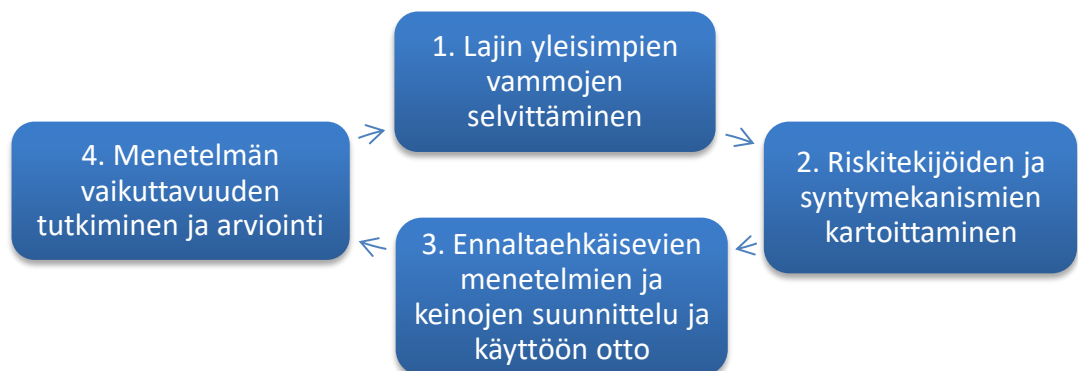 1. Lajin yleisimpien
vammojen
selvittäminen
2. Riskitekijöiden ja
syntymekanismien
kartoittaminen
3. Ennaltaehkäisevien
menetelmien ja
keinojen suunnittelu ja
käyttöön otto
4. Menetelmän
vaikuttavuuden
tutkiminen ja arviointi